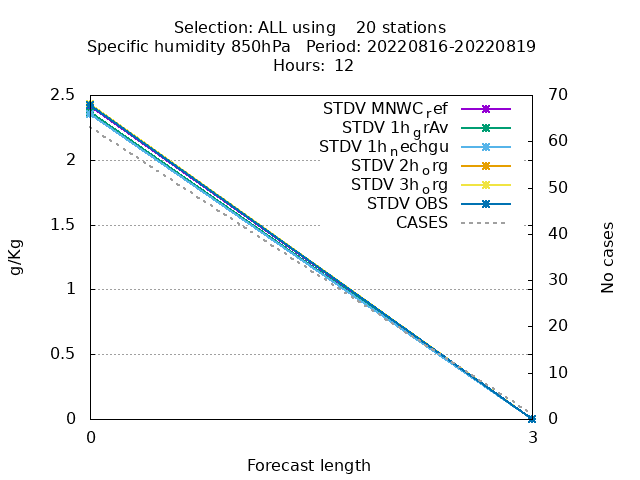 Selection: ALL using    20 stations
Specific humidity 850hPa   Period: 20220816-20220819
Hours: 12
2.5
2
1.5
1
0.5
0
g/Kg
STDV MNWC_ref
STDV 1h_grAv
STDV 1h_nechgu
STDV 2h_org
STDV 3h_org
STDV OBS
CASES
70
60
50
40
30
20
10
0
No cases
0
3
Forecast length